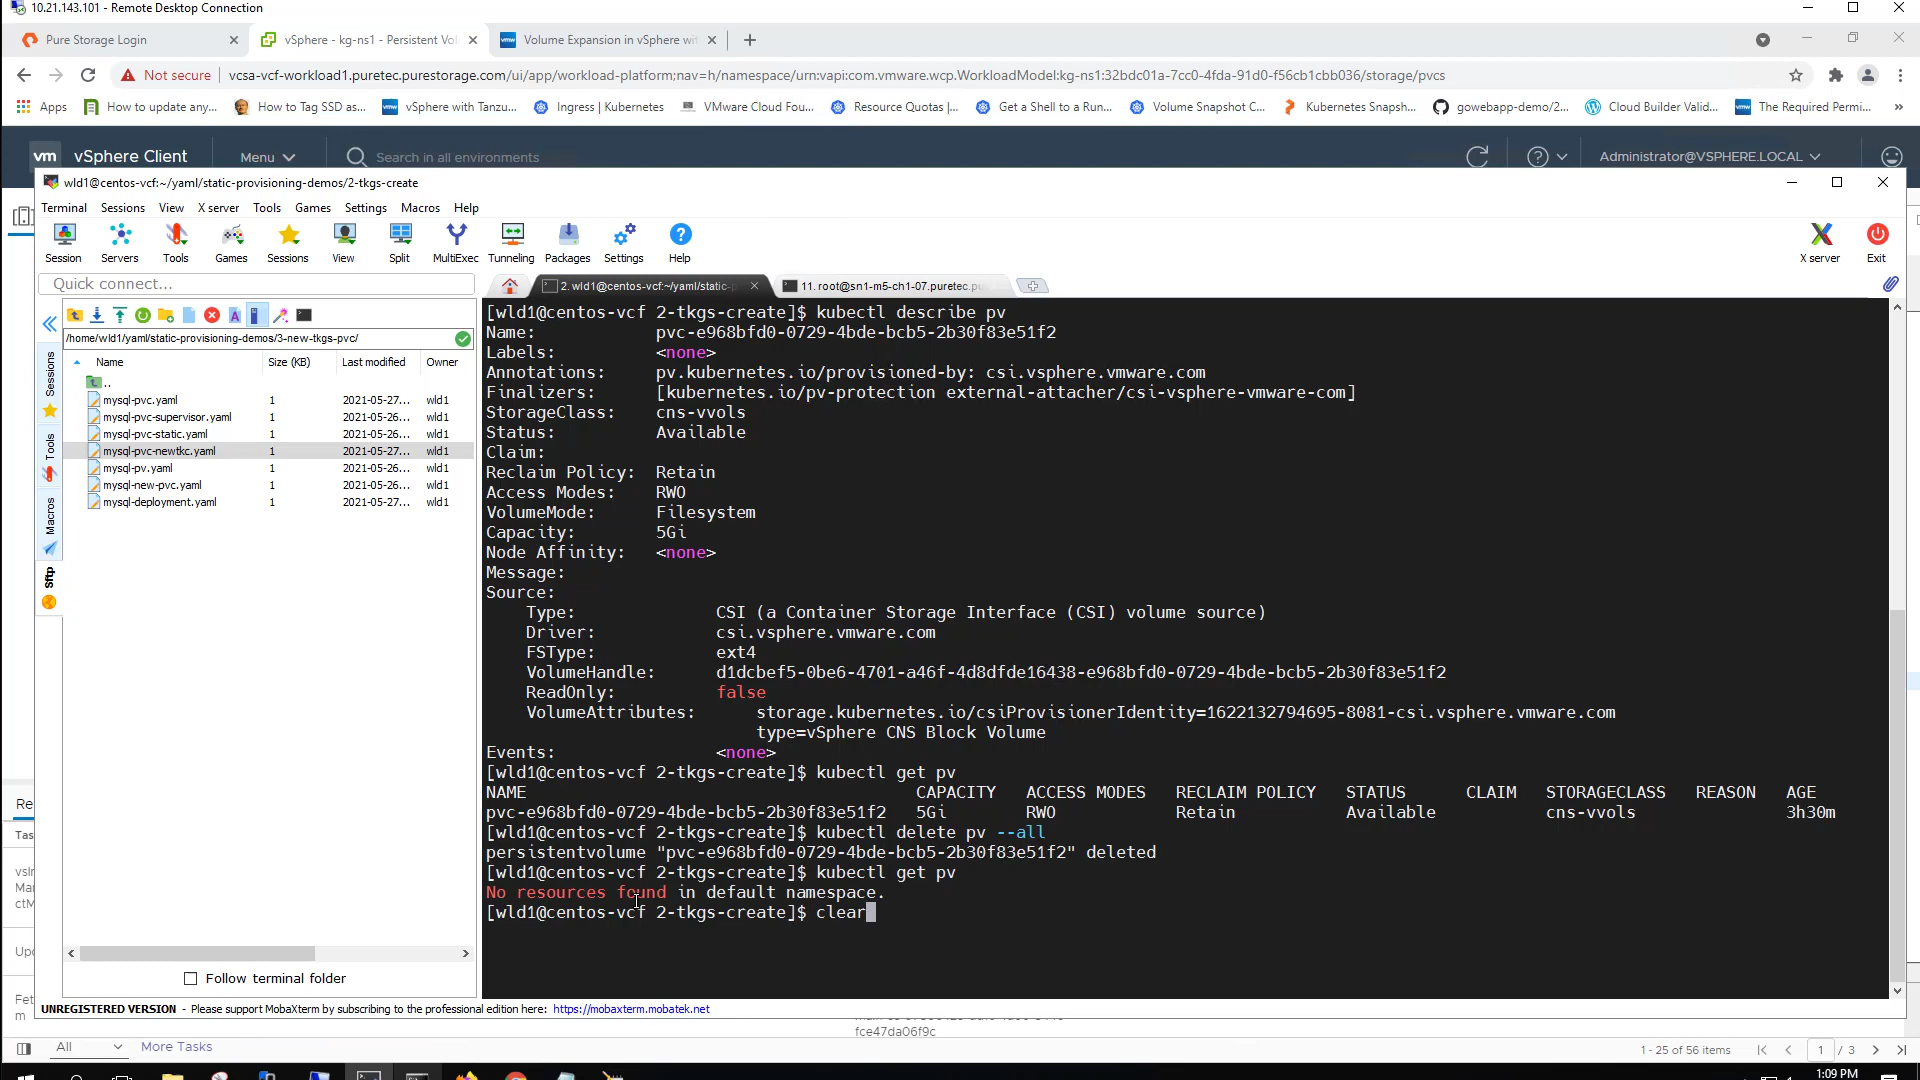 10.21.143.101 - Remote Desktop Connection
Pure Storage Login
vSphere - kg-ns1 - Persistent Vol
Volume Expansion in vSphere wit
Not secure
vcsa-vcf-workload1.puretec.purestorage.com/ui/app/workload-platform;nav=h/namespace/urn:vapi:com.vmware.wcp.WorkloadModel:kg-ns1:32bdc01a-7cc0-4fda-91d0-f56cb1cbb036/storage/pvcs
Apps
How to update any...
How to Tag SSD as...
vSphere with Tanzu...
Ingress | Kubernetes
VMware Cloud Fou...
Resource Quotas |...
Get a Shell to a Run...
Volume Snapshot C...
Kubernetes Snapsh...
gowebapp-demo/2...
Cloud Builder Valid...
The Required Permi...
vm vSphere Client
Menu
Search in all environments
Administrator@VSPHERE.LOCAL
wld1@centos-vcf:~/yaml/static-provisioning-demos/2-tkgs-create
Terminal Sessions View X server Tools Games Settings Macros Help
Session Servers Tools Games Sessions View Split MultiExec Tunneling Packages Settings Help X server Exit
Quick connect...
2. wld1@centos-vcf:~/yaml/static-p
11. root@sn1-m5-ch1-07.puretec.pu
Sessions
Tools
Macros
Sftp
/home/wld1/yaml/static-provisioning-demos/3-new-tkgs-pvc/
Name Size (KB) Last modified Owner
..
mysql-pvc.yaml 1 2021-05-27... wld1
mysql-pvc-supervisor.yaml 1 2021-05-26... wld1
mysql-pvc-static.yaml 1 2021-05-26... wld1
mysql-pvc-newtkc.yaml 1 2021-05-27... wld1
mysql-pv.yaml 1 2021-05-26... wld1
mysql-new-pvc.yaml 1 2021-05-26... wld1
mysql-deployment.yaml 1 2021-05-27... wld1
Follow terminal folder
[wld1@centos-vcf 2-tkgs-create]$ kubectl describe pv
Name: pvc-e968bfd0-0729-4bde-bcb5-2b30f83e51f2
Labels: <none>
Annotations: pv.kubernetes.io/provisioned-by: csi.vsphere.vmware.com
Finalizers: [kubernetes.io/pv-protection external-attacher/csi-vsphere-vmware-com]
StorageClass: cns-vvols
Status: Available
Claim:
Reclaim Policy: Retain
Access Modes: RWO
VolumeMode: Filesystem
Capacity: 5Gi
Node Affinity: <none>
Message:
Source:
Type: CSI (a Container Storage Interface (CSI) volume source)
Driver: csi.vsphere.vmware.com
FSType: ext4
VolumeHandle: d1dcbef5-0be6-4701-a46f-4d8dfde16438-e968bfd0-0729-4bde-bcb5-2b30f83e51f2
ReadOnly: false
VolumeAttributes: storage.kubernetes.io/csiProvisionerIdentity=1622132794695-8081-csi.vsphere.vmware.com
type=vSphere CNS Block Volume
Events: <none>
[wld1@centos-vcf 2-tkgs-create]$ kubectl get pv
NAME CAPACITY ACCESS MODES RECLAIM POLICY STATUS CLAIM STORAGECLASS REASON AGE
pvc-e968bfd0-0729-4bde-bcb5-2b30f83e51f2 5Gi RWO Retain Available cns-vvols 3h30m
[wld1@centos-vcf 2-tkgs-create]$ kubectl delete pv --all
persistentvolume "pvc-e968bfd0-0729-4bde-bcb5-2b30f83e51f2" deleted
[wld1@centos-vcf 2-tkgs-create]$ kubectl get pv
No resources found in default namespace.
[wld1@centos-vcf 2-tkgs-create]$ clear
UNREGISTERED VERSION - Please support MobaXterm by subscribing to the professional edition here: https://mobaxterm.mobatek.net
Re
Tas
Mar
ctM
Upc
Fet
m
fce47da06f9c
All
More Tasks
1 - 25 of 56 items
1 / 3
1:09 PM